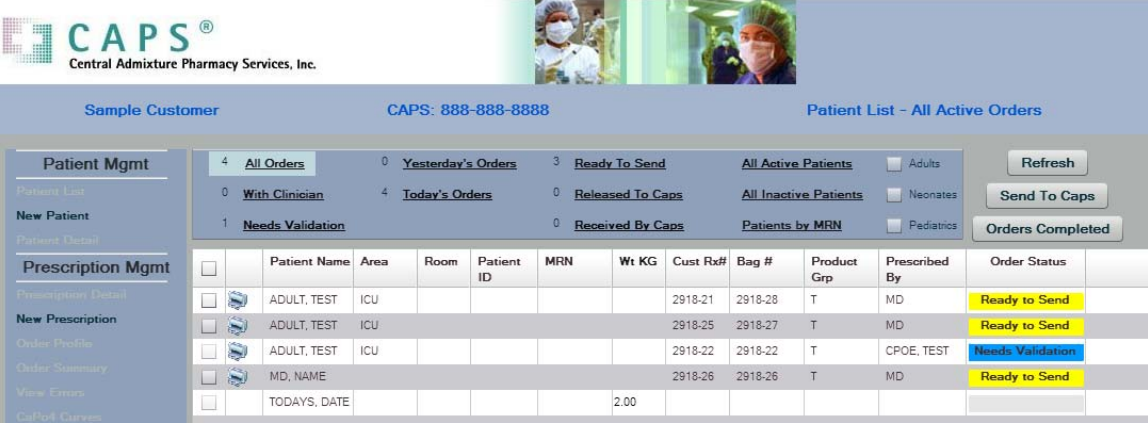 CAPS®
Central Admixture Pharmacy Services, Inc.
Sample Customer CAPS: 888-888-8888 Patient List - All Active Orders
Patient Mgmt
Patient List
New Patient
Patient Detail
Prescription Mgmt
Prescription Detail
New Prescription
Order Profile
Order Summary
View Errors
CaPo4 Curves
4 All Orders 0 Yesterday's Orders 3 Ready To Send All Active Patients Adults Refresh
0 With Clinician 4 Today's Orders 0 Released To Caps All Inactive Patients Neonates Send To Caps
1 Needs Validation 0 Received By Caps Patients by MRN Pediatrics Orders Completed
Patient Name Area Room Patient ID MRN Wt KG Cust Rx# Bag # Product Grp Prescribed By Order Status
ADULT, TEST ICU 2918-21 2918-28 T MD Ready to Send
ADULT, TEST ICU 2918-25 2918-27 T MD Ready to Send
ADULT, TEST ICU 2918-22 2918-22 T CPOE, TEST Needs Validation
MD, NAME 2918-26 2918-26 T MD Ready to Send
TODAYS, DATE 2.00